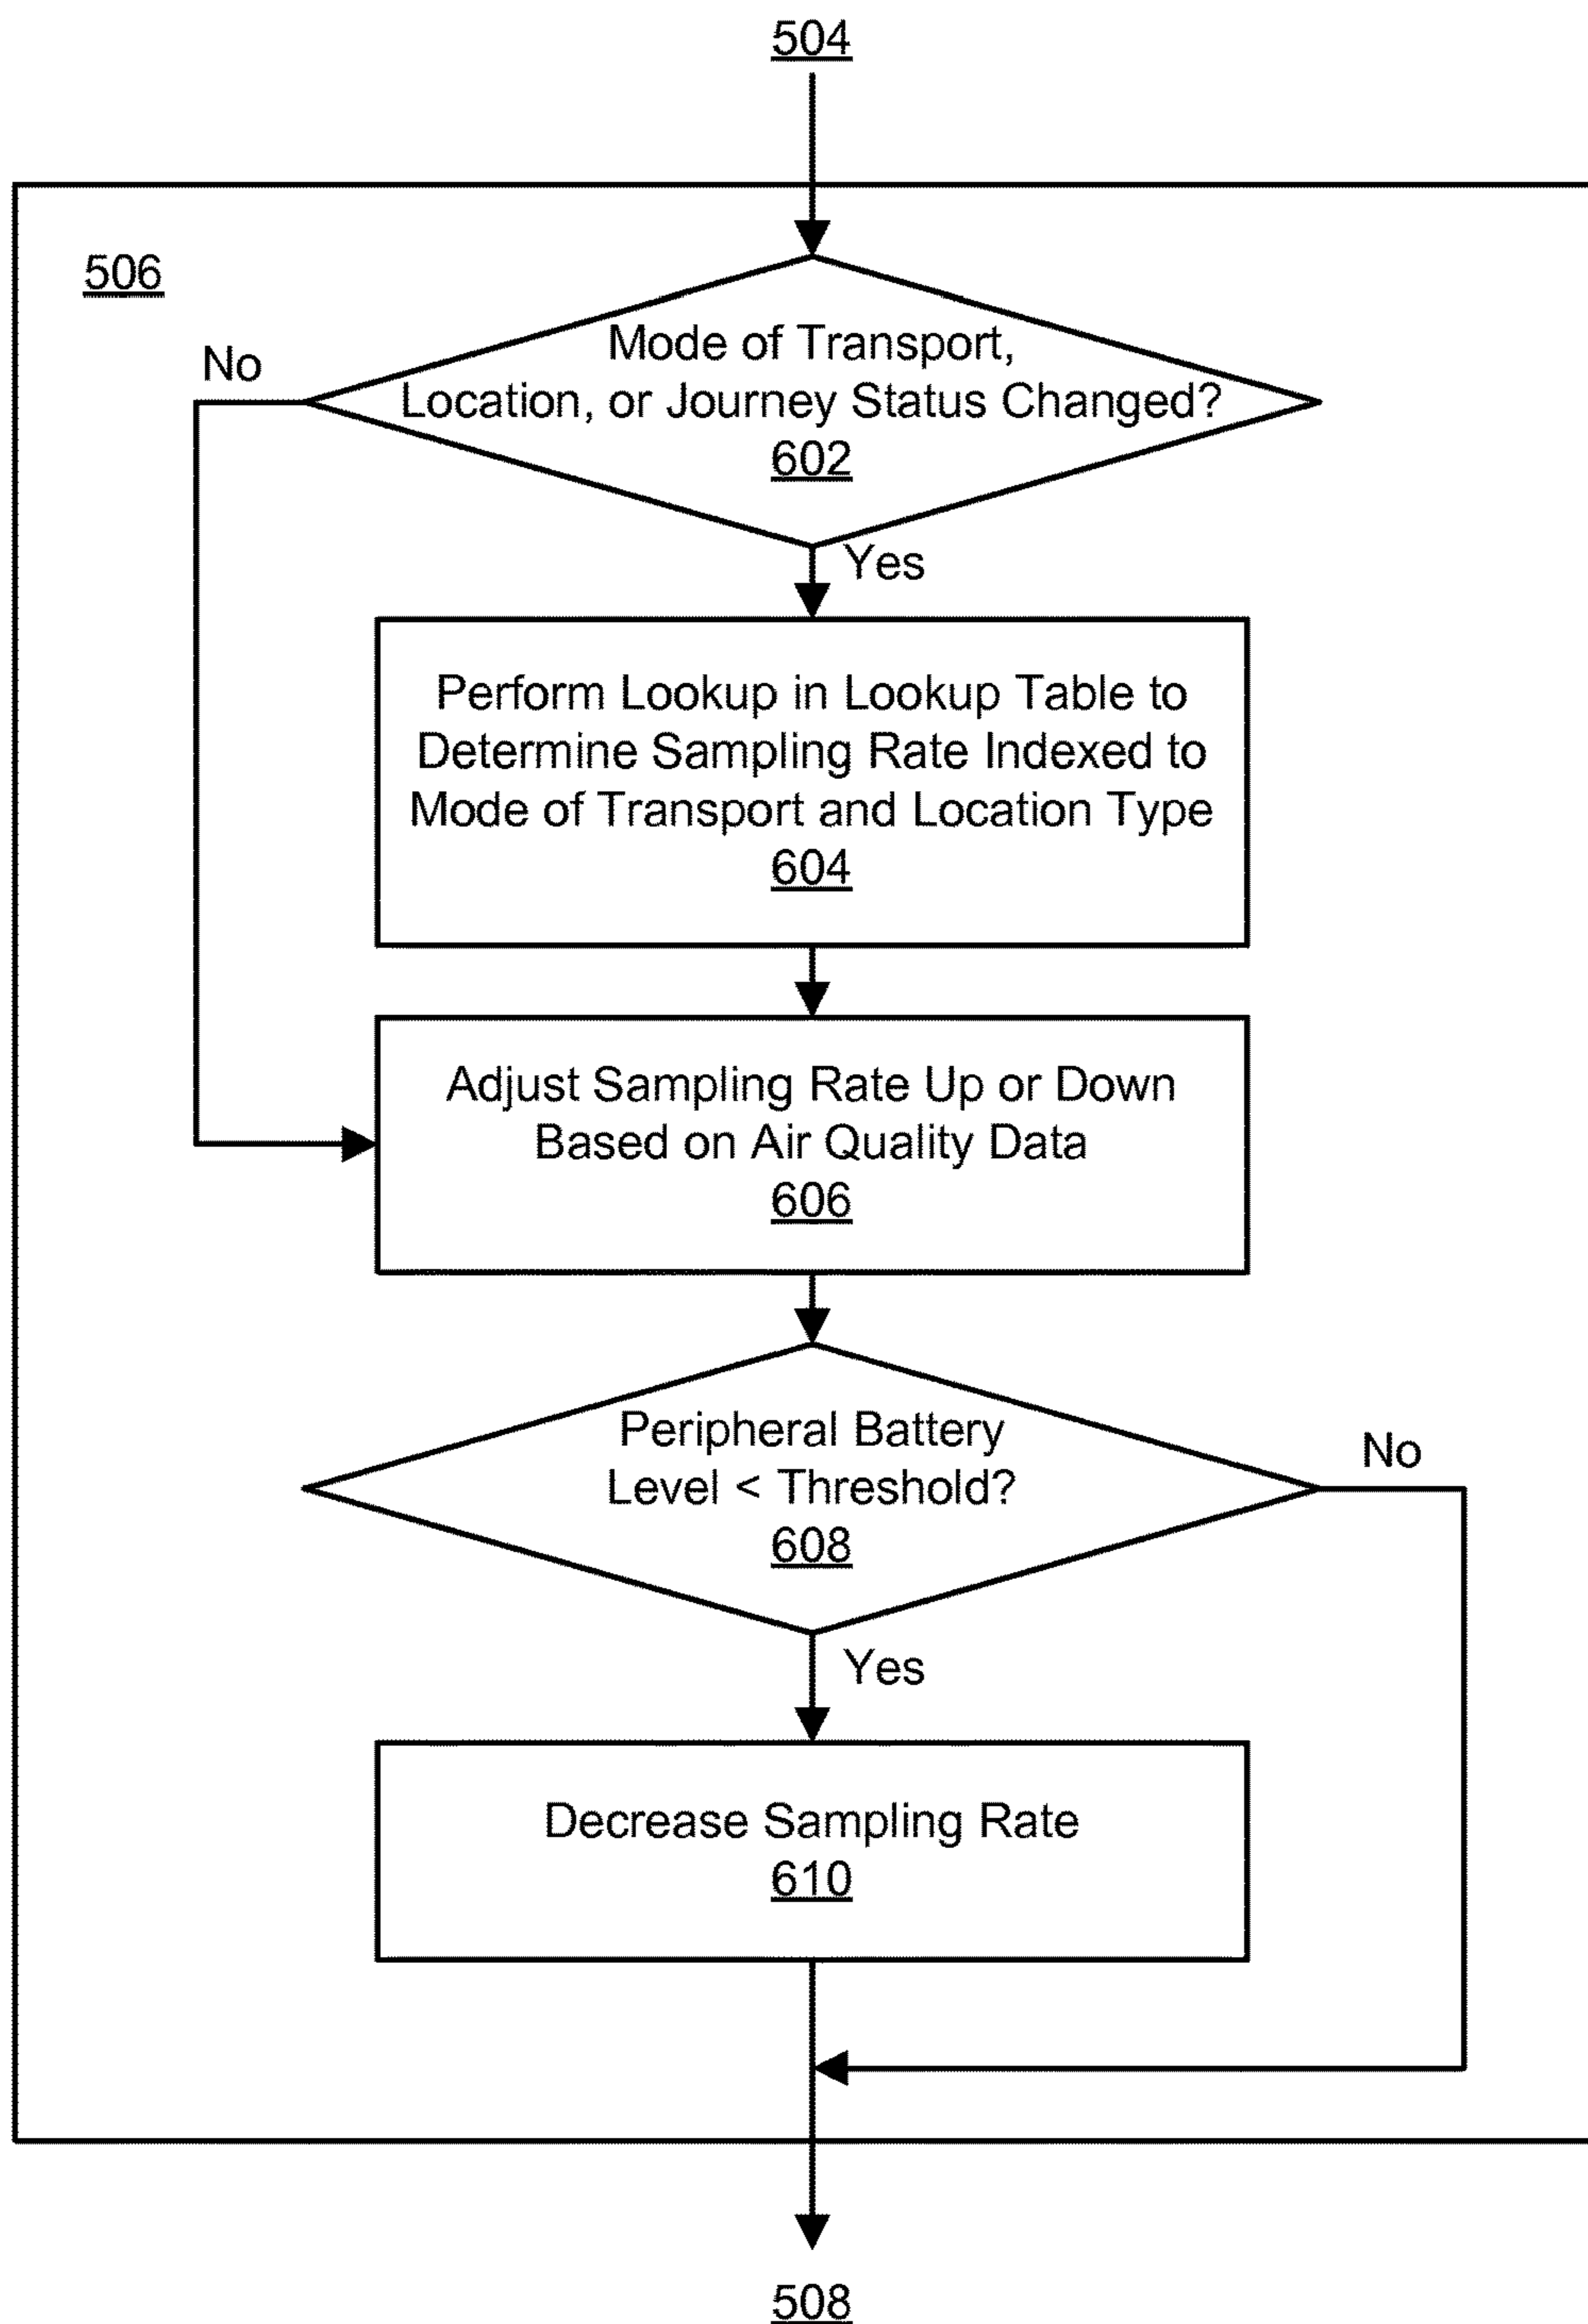 504
506
No
Mode of Transport,
Location, or Journey Status Changed?
602
Yes
Perform Lookup in Lookup Table to
Determine Sampling Rate Indexed to
Mode of Transport and Location Type
604
Adjust Sampling Rate Up or Down
Based on Air Quality Data
606
Peripheral Battery
Level < Threshold?
608
No
Yes
Decrease Sampling Rate
610
508